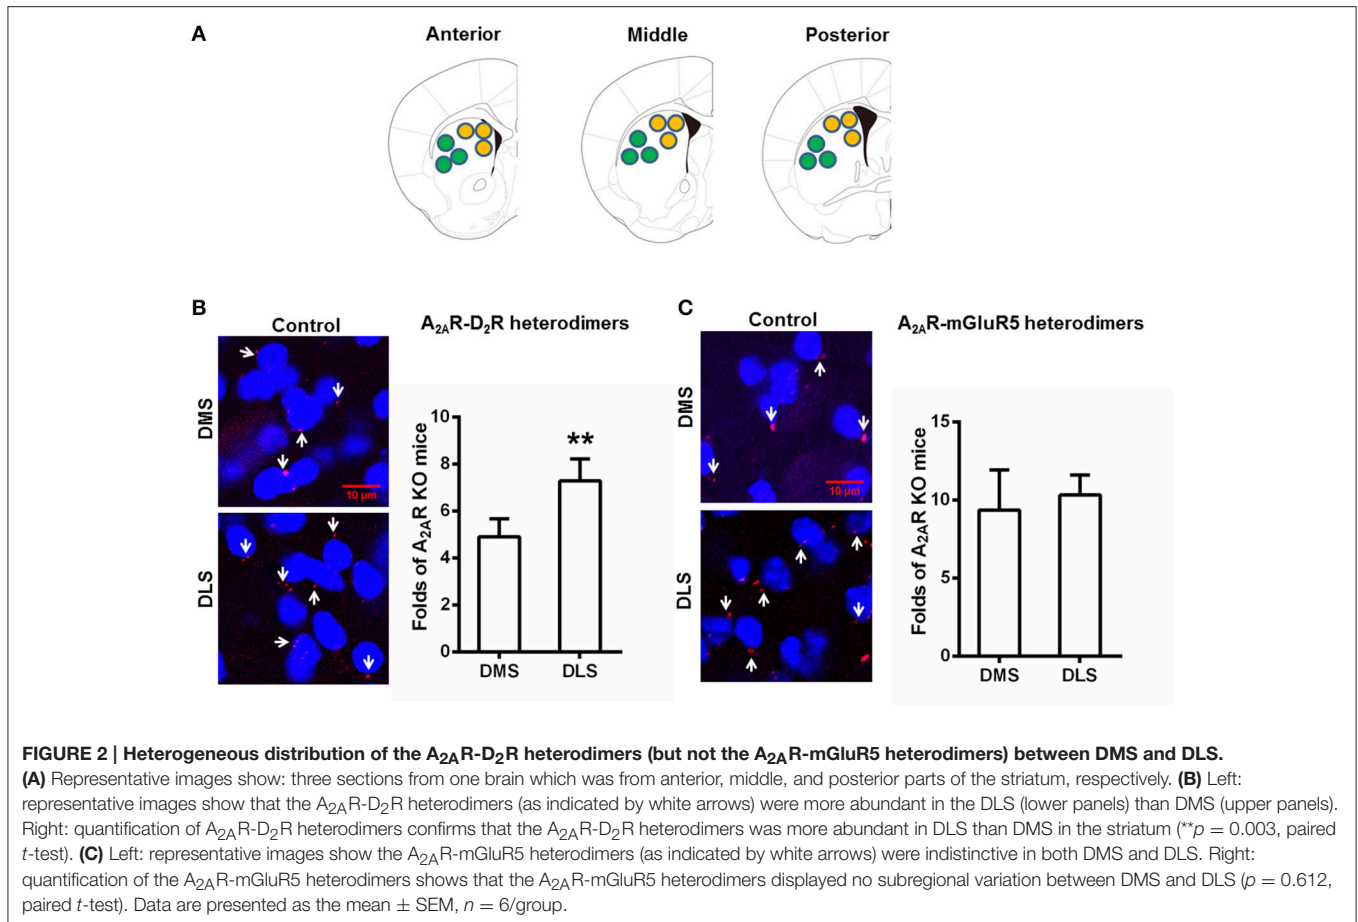 A
Anterior
Middle
Posterior
B
Control
A2AR-D2R heterodimers
DMS
10 µm
DLS
Folds of A2AR KO mice
10
8
6
4
2
0
**
DMS
DLS
C
Control
A2AR-mGluR5 heterodimers
DMS
10 µm
DLS
Folds of A2AR KO mice
15
10
5
0
DMS
DLS
FIGURE 2 | Heterogeneous distribution of the A2AR-D2R heterodimers (but not the A2AR-mGluR5 heterodimers) between DMS and DLS.
(A) Representative images show: three sections from one brain which was from anterior, middle, and posterior parts of the striatum, respectively. (B) Left:
representative images show that the A2AR-D2R heterodimers (as indicated by white arrows) were more abundant in the DLS (lower panels) than DMS (upper panels).
Right: quantification of A2AR-D2R heterodimers confirms that the A2AR-D2R heterodimers was more abundant in DLS than DMS in the striatum (**p = 0.003, paired
t-test). (C) Left: representative images show the A2AR-mGluR5 heterodimers (as indicated by white arrows) were indistinctive in both DMS and DLS. Right:
quantification of the A2AR-mGluR5 heterodimers shows that the A2AR-mGluR5 heterodimers displayed no subregional variation between DMS and DLS (p = 0.612,
paired t-test). Data are presented as the mean ± SEM, n = 6/group.